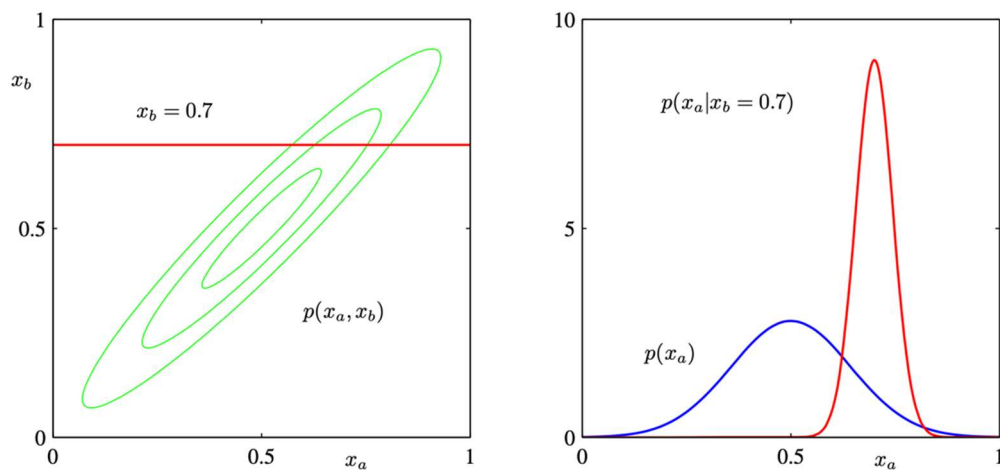 1
x_b
x_b = 0.7
0.5
p(x_a, x_b)
0
0
0.5
x_a
1
10
p(x_a|x_b = 0.7)
5
p(x_a)
0
0
0.5
x_a
1